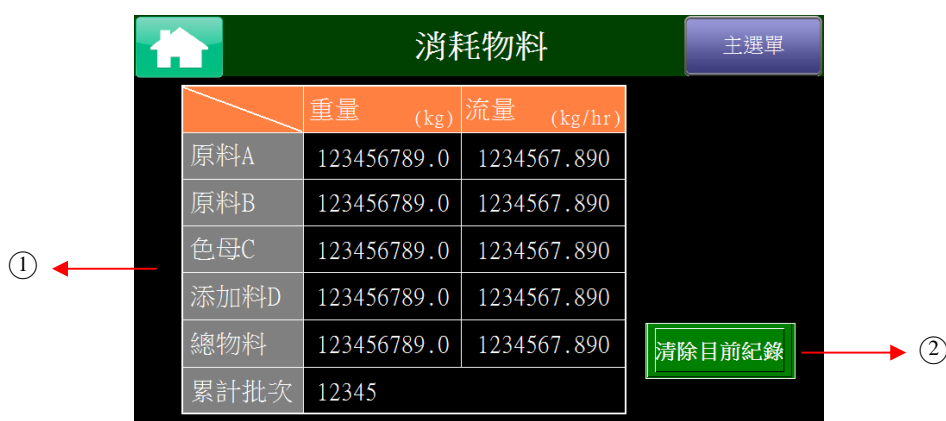 消耗物料
主選單
重量 (kg) 流量 (kg/hr)
原料A 123456789.0 1234567.890
原料B 123456789.0 1234567.890
色母C 123456789.0 1234567.890
①
添加料D 123456789.0 1234567.890
總物料 123456789.0 1234567.890
清除目前紀錄
②
累計批次 12345